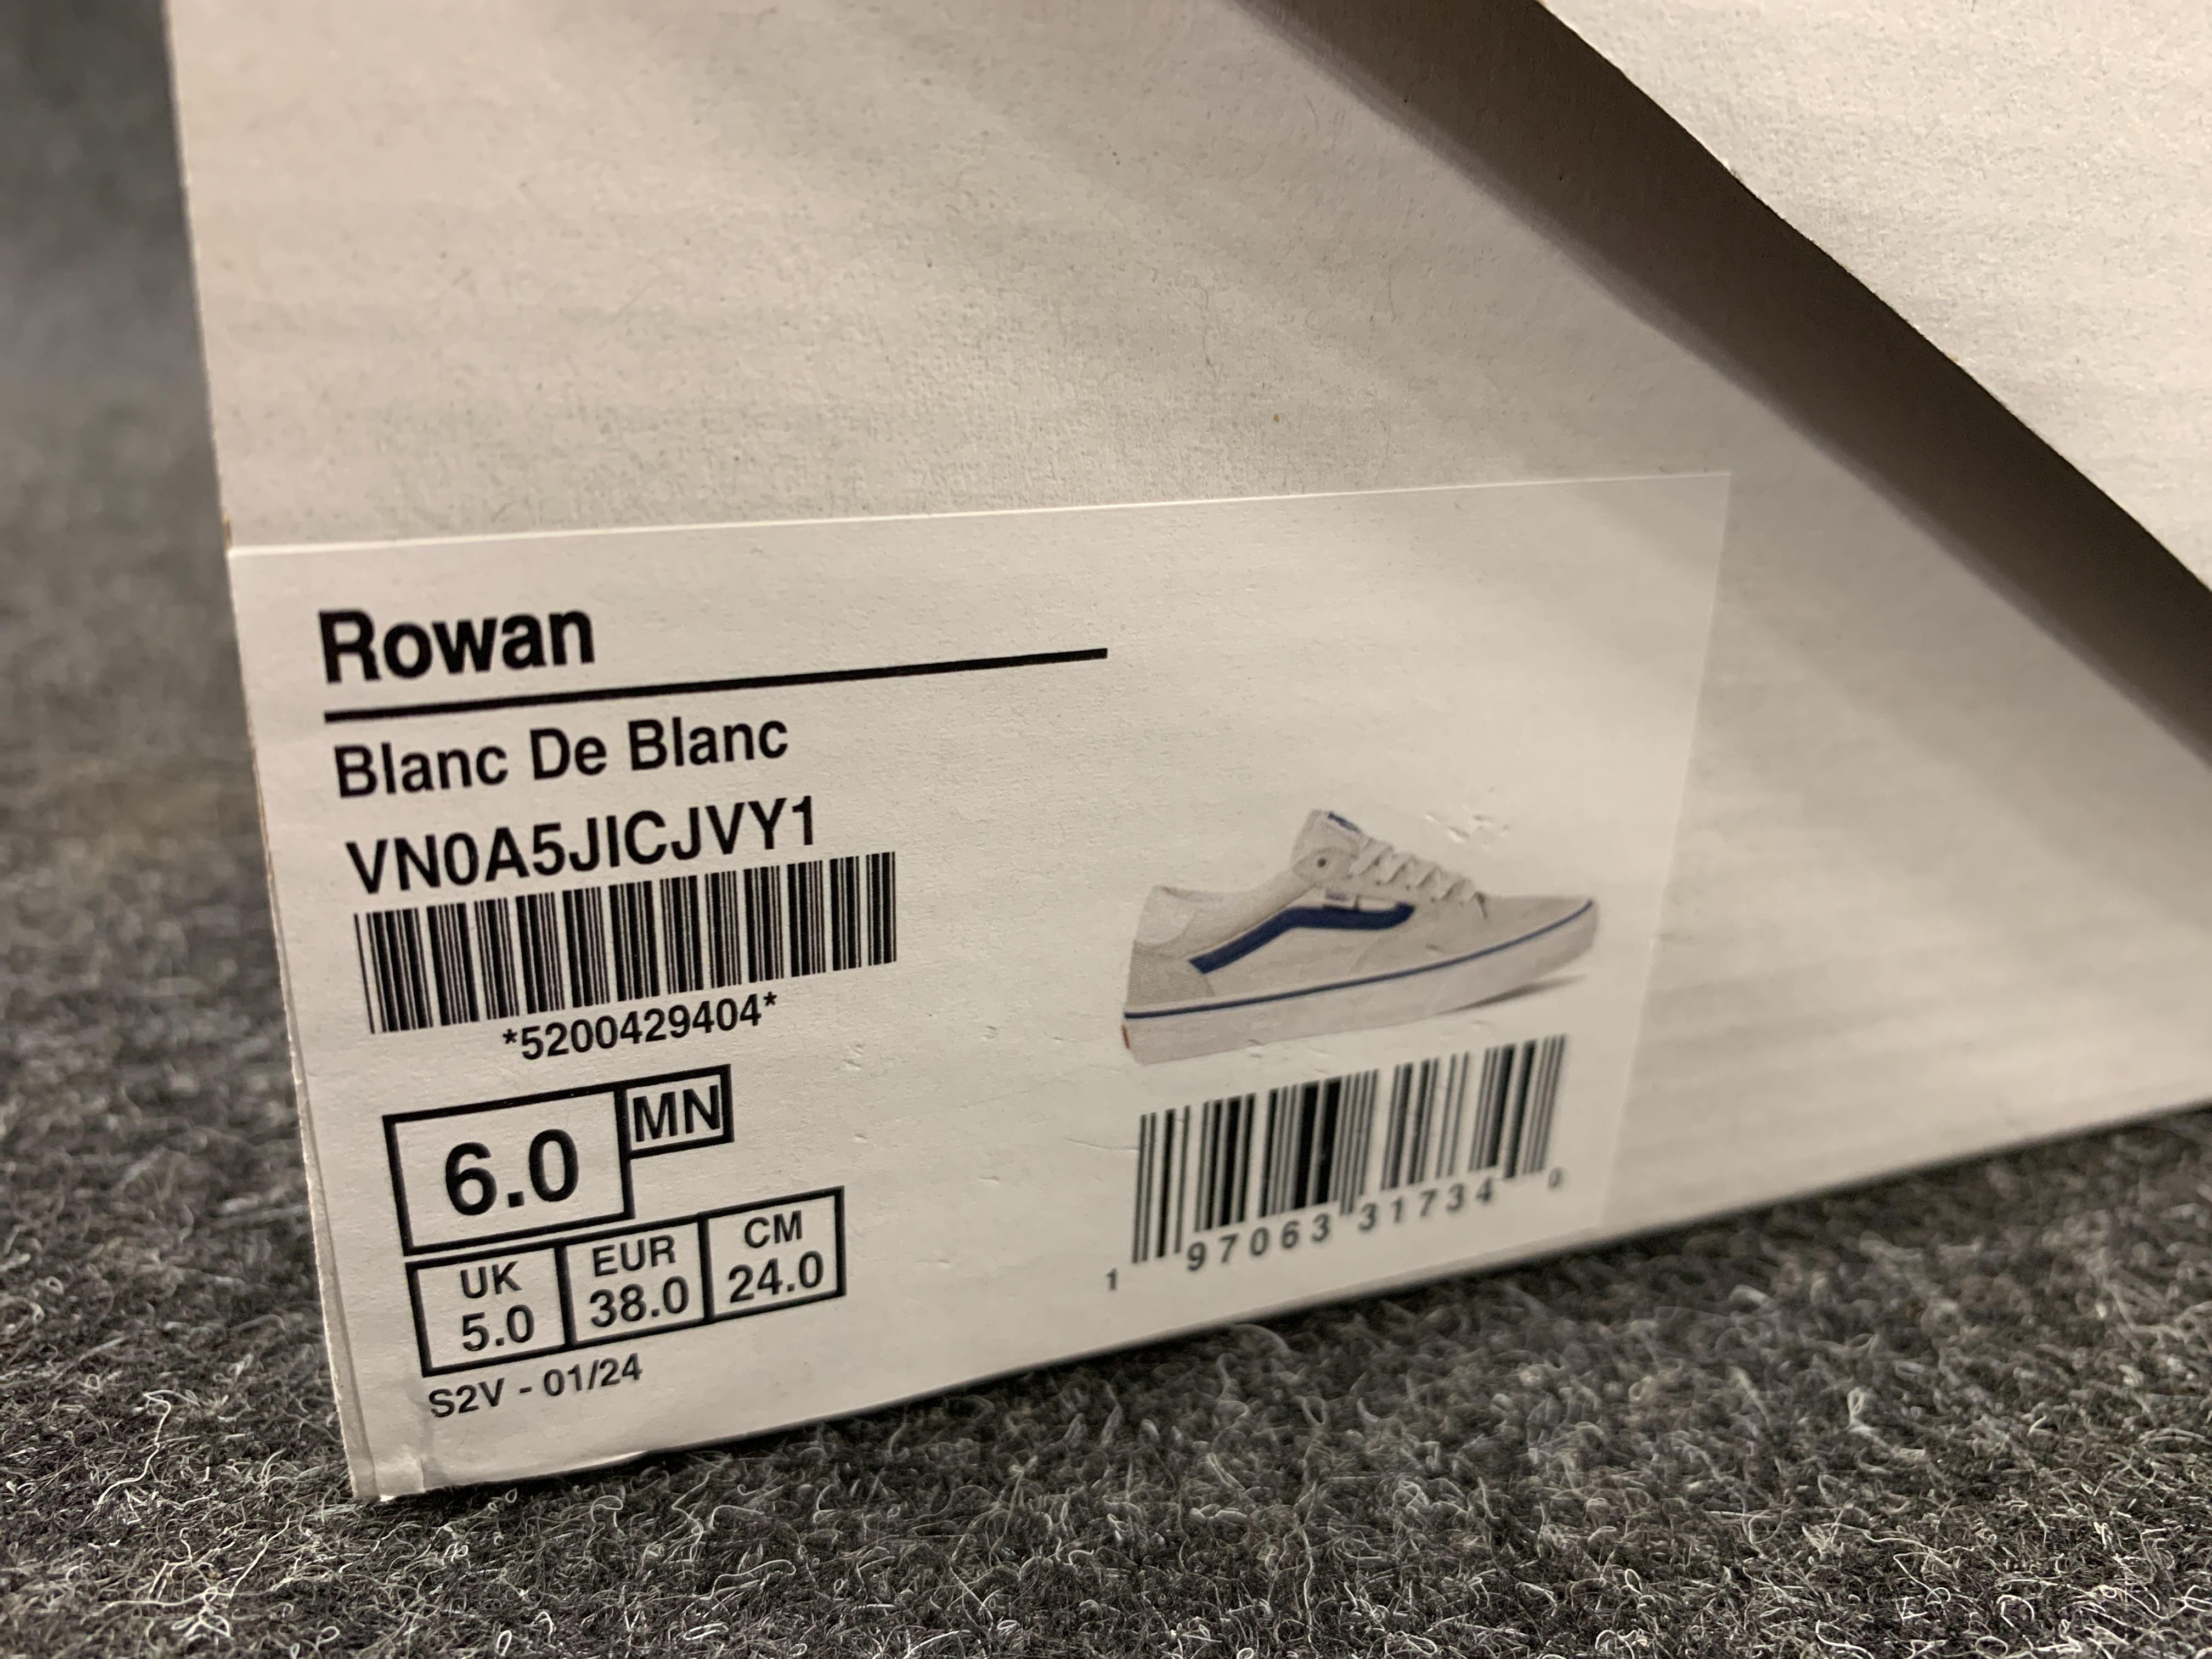 Rowan
Blanc De Blanc
VN0A5JICJVY1
*5200429404*
6.0 MN
UK EUR CM
5.0 38.0 24.0
S2V - 01/24
1 97063 31734 0